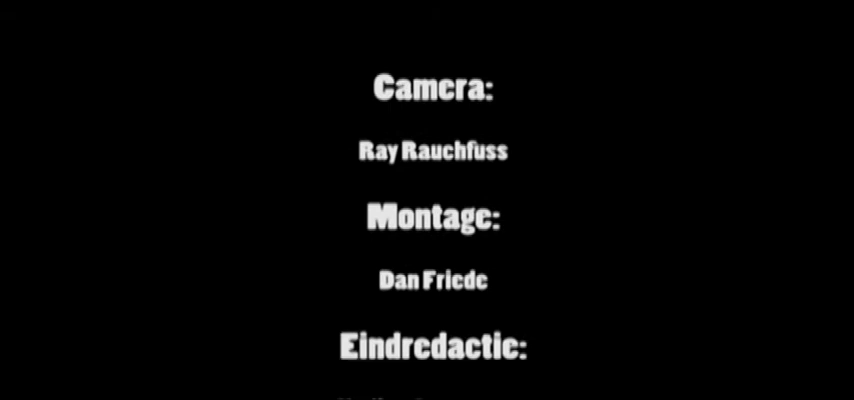 Camera:
Ray Rauchfuss
Montage:
Dan Friede
Eindredactie: